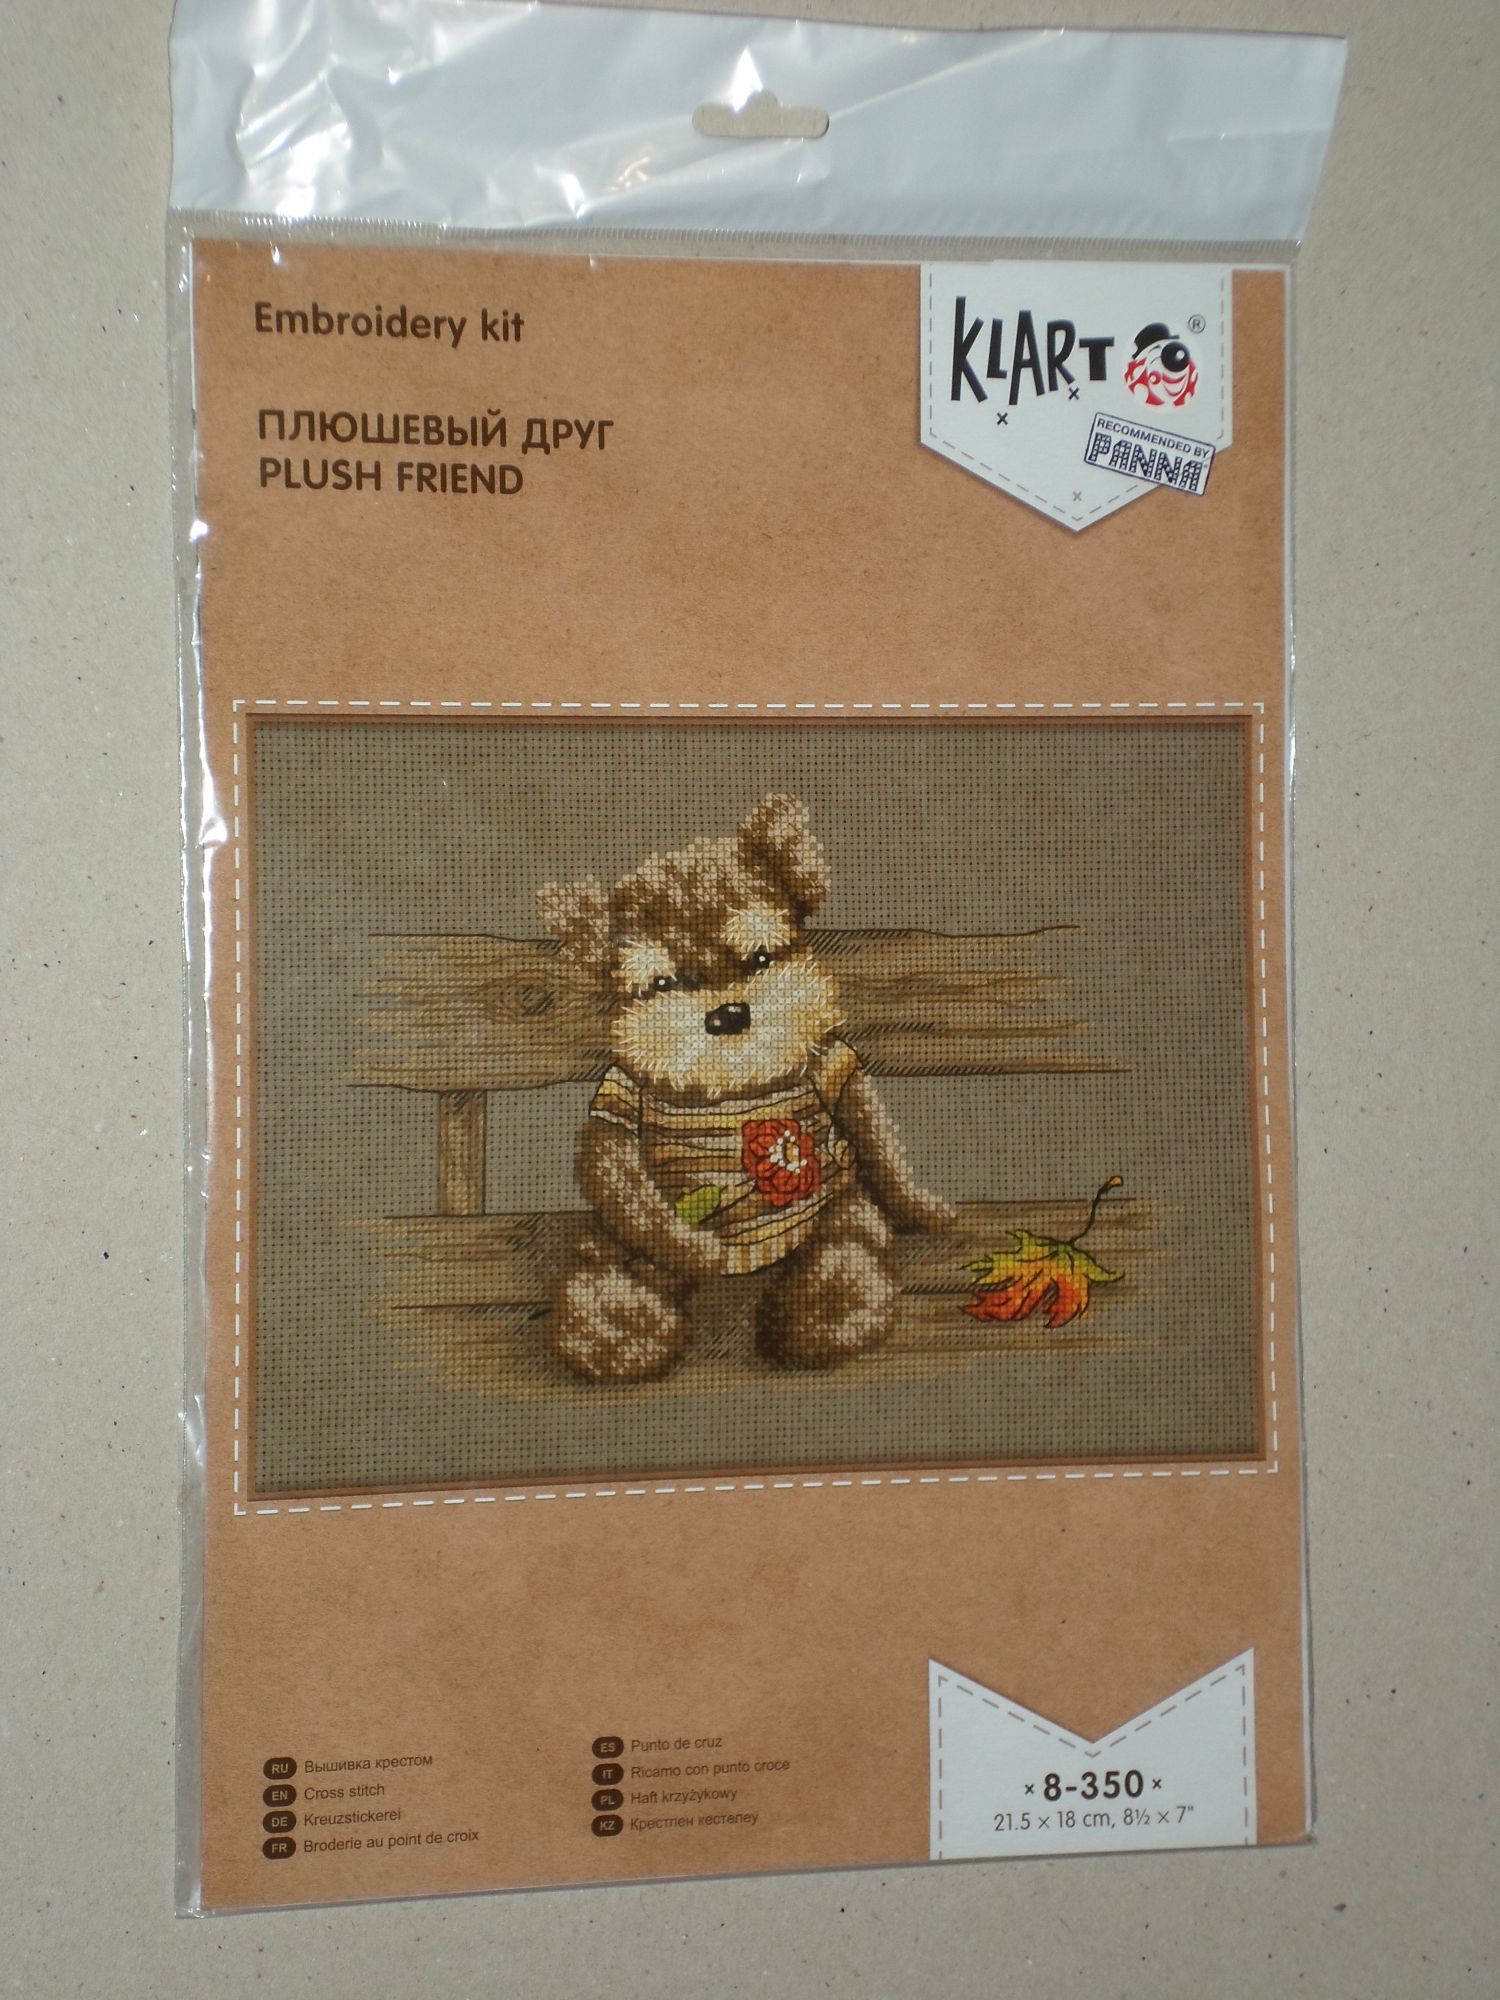 Embroidery kit
KLART ®
RECOMMENDED BY
PANNA
ПЛЮШЕВЫЙ ДРУГ
PLUSH FRIEND
RU Вышивка крестом
EN Cross stitch
DE Kreuzstickerei
FR Broderie au point de croix
ES Punto de cruz
IT Ricamo con punto croce
PL Haft krzyżykowy
KZ Крестпен кестелеу
× 8-350 ×
21.5 × 18 cm, 8½ × 7"